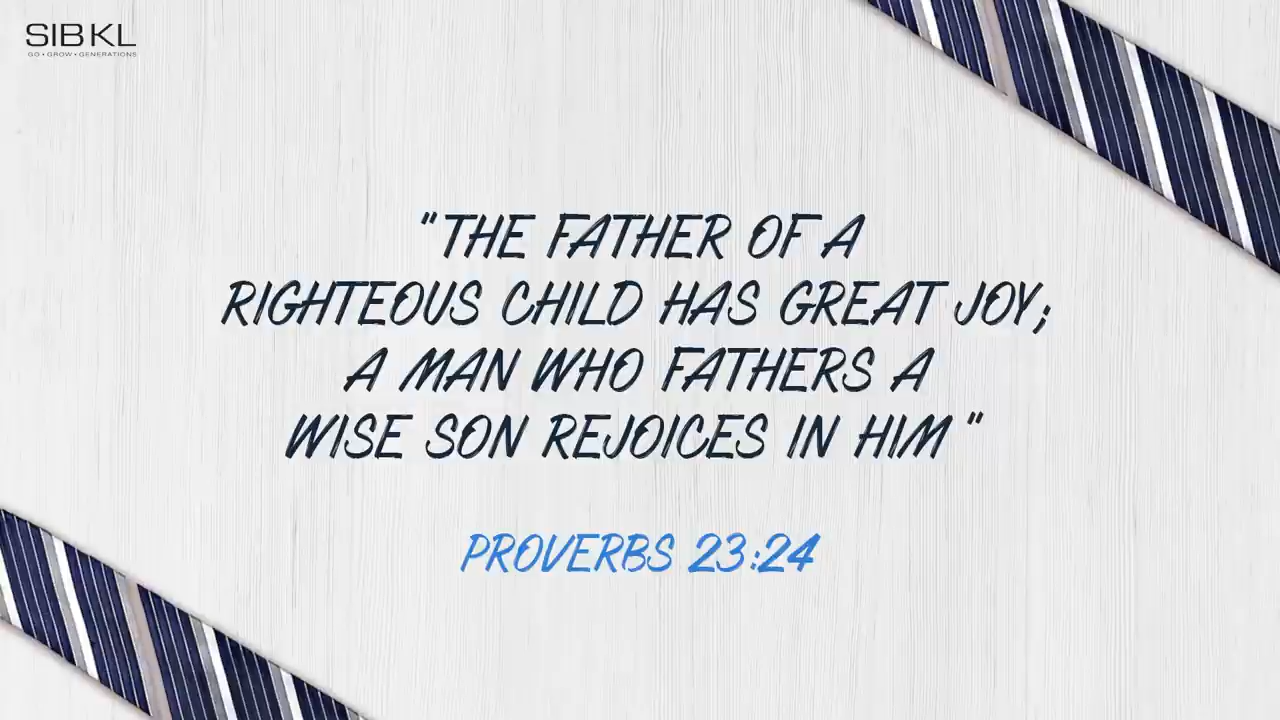 SIBKL
GO • GROW • GENERATIONS
"THE FATHER OF A
RIGHTEOUS CHILD HAS GREAT JOY;
A MAN WHO FATHERS A
WISE SON REJOICES IN HIM "
PROVERBS 23:24